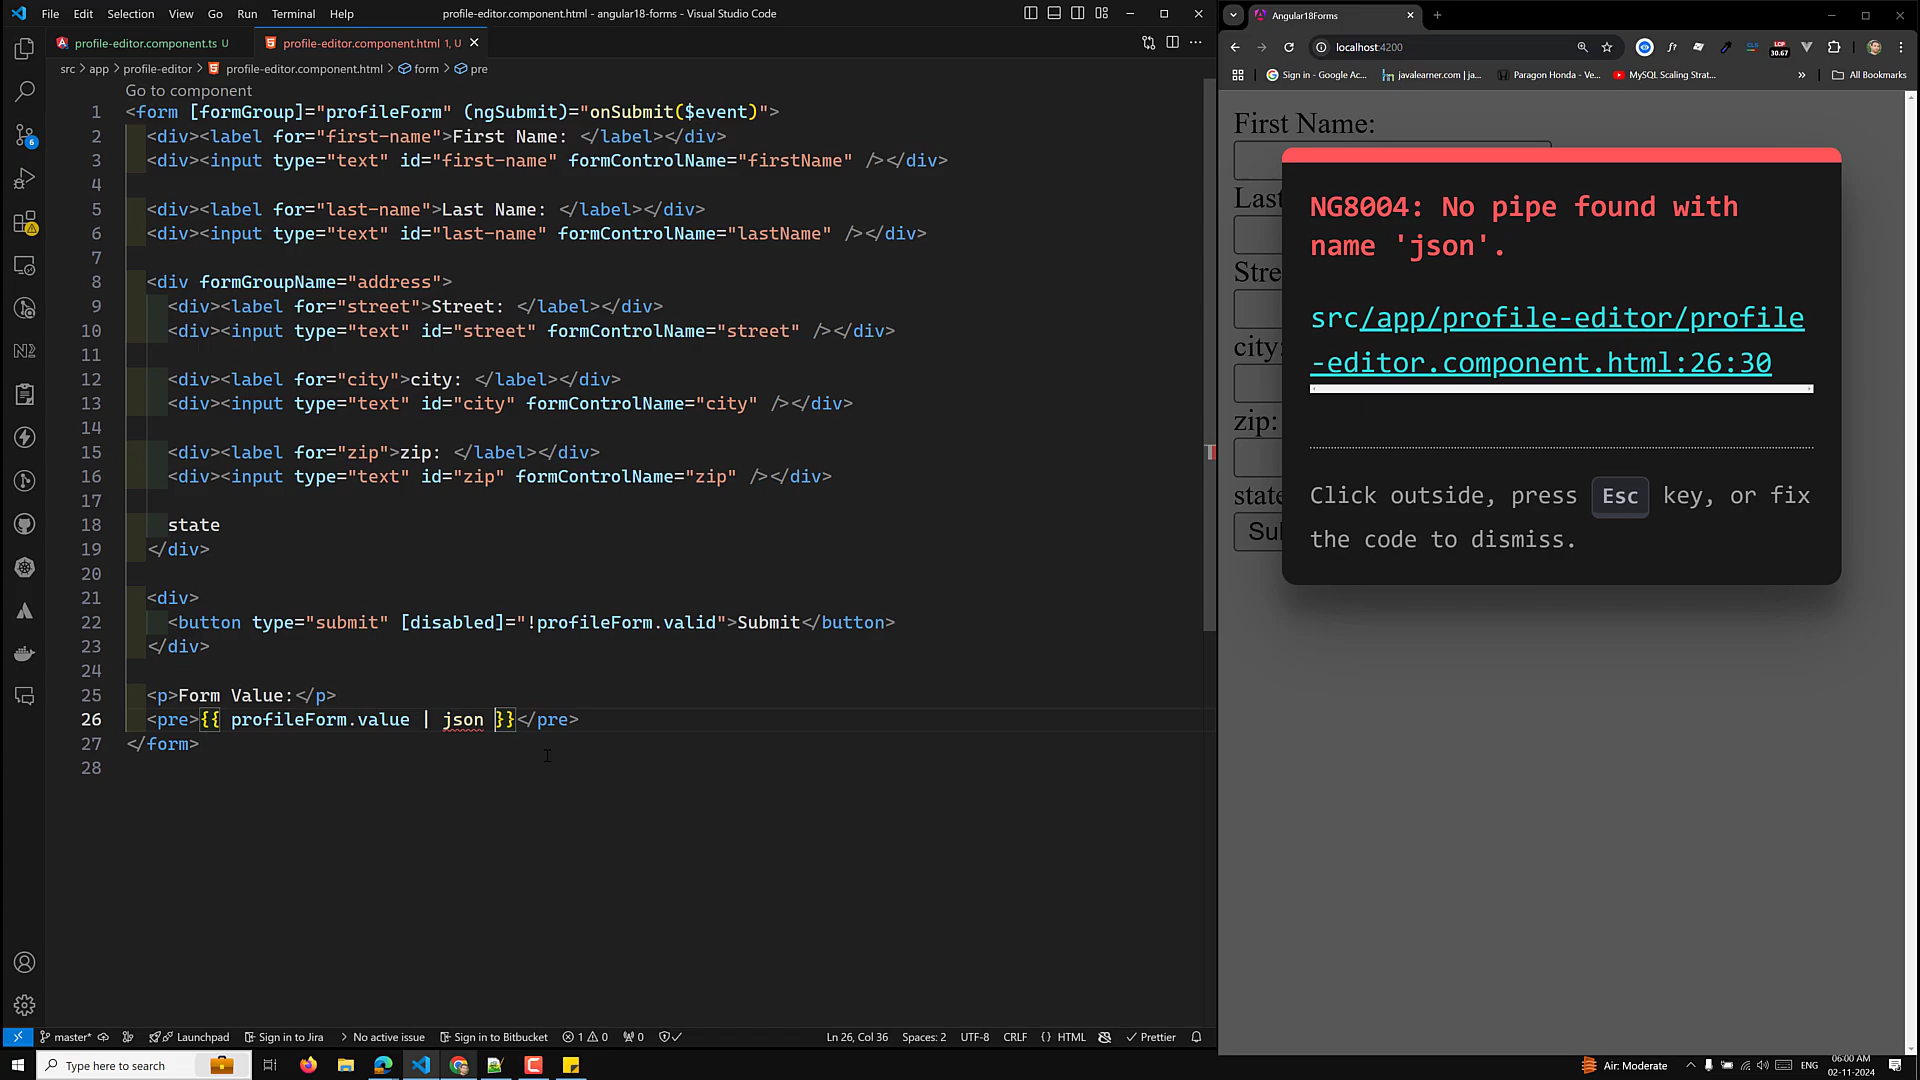 File Edit Selection View Go Run Terminal Help
profile-editor.component.html - angular18-forms - Visual Studio Code
profile-editor.component.ts U
profile-editor.component.html 1, U
src > app > profile-editor > profile-editor.component.html > form > pre
Go to component
1 <form [formGroup]="profileForm" (ngSubmit)="onSubmit($event)">
2 <div><label for="first-name">First Name: </label></div>
3 <div><input type="text" id="first-name" formControlName="firstName" /></div>
4
5 <div><label for="last-name">Last Name: </label></div>
6 <div><input type="text" id="last-name" formControlName="lastName" /></div>
7
8 <div formGroupName="address">
9 <div><label for="street">Street: </label></div>
10 <div><input type="text" id="street" formControlName="street" /></div>
11
12 <div><label for="city">city: </label></div>
13 <div><input type="text" id="city" formControlName="city" /></div>
14
15 <div><label for="zip">zip: </label></div>
16 <div><input type="text" id="zip" formControlName="zip" /></div>
17
18 state
19 </div>
20
21 <div>
22 <button type="submit" [disabled]="!profileForm.valid">Submit</button>
23 </div>
24
25 <p>Form Value:</p>
26 <pre>{{ profileForm.value | json }}</pre>
27 </form>
28
6
master*
Launchpad
Sign in to Jira
No active issue
Sign in to Bitbucket
1 0
0
Ln 26, Col 36
Spaces: 2
UTF-8
CRLF
{} HTML
Prettier
Angular18Forms
localhost:4200
f?
CLS
LCP
30.67
Sign in - Google Ac...
javalearner.com | ja...
Paragon Honda - Ve...
MySQL Scaling Strat...
»
All Bookmarks
First Name:
Last
Stre
city:
zip:
state
Sul
NG8004: No pipe found with
name 'json'.
src/app/profile-editor/profile
-editor.component.html:26:30
Click outside, press Esc key, or fix
the code to dismiss.
Type here to search
Air: Moderate
ENG
06:00 AM
02-11-2024